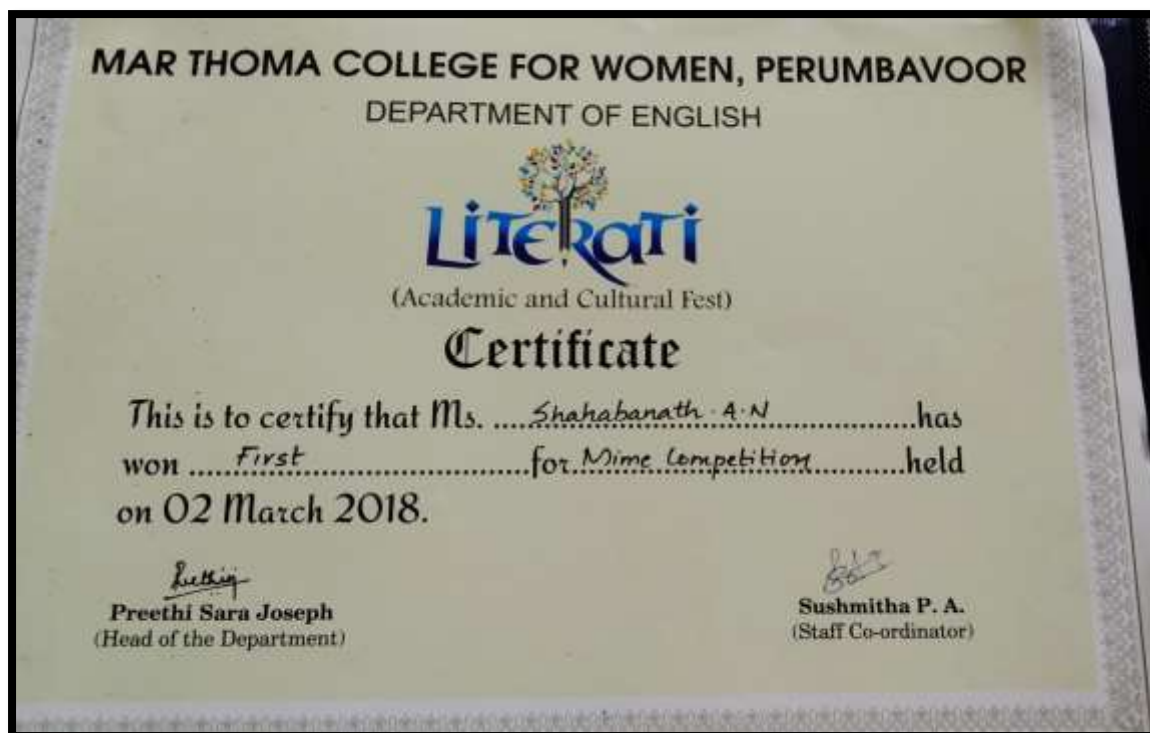 MAR THOMA COLLEGE FOR WOMEN, PERUMBAVOOR
DEPARTMENT OF ENGLISH
LITERATI
(Academic and Cultural Fest)
Certificate
This is to certify that Ms. .....Shahabanath. A.N..................has
won .....First..............................for Mime Competition..........held
on 02 March 2018.
Preethi Sara Joseph
(Head of the Department)
Sushmitha P. A.
(Staff Co-ordinator)